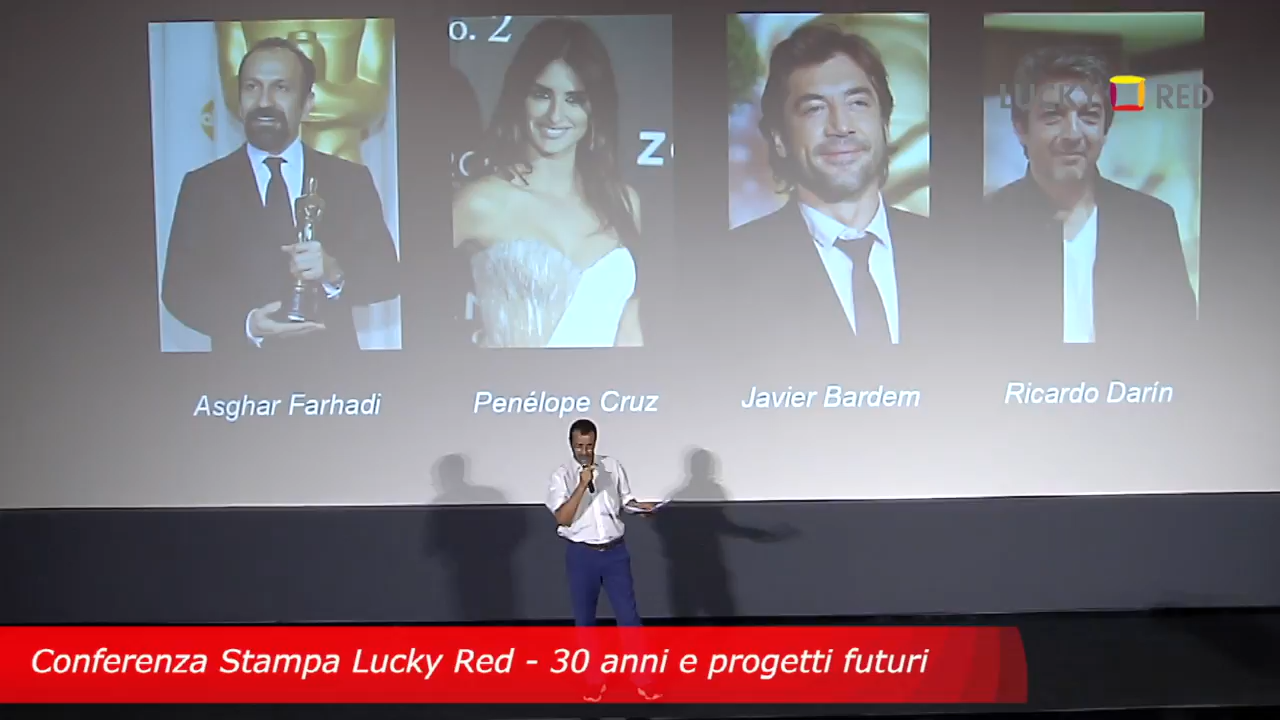 o. 2
Z
LUCKY RED
Asghar Farhadi
Penélope Cruz
Javier Bardem
Ricardo Darín
Conferenza Stampa Lucky Red - 30 anni e progetti futuri